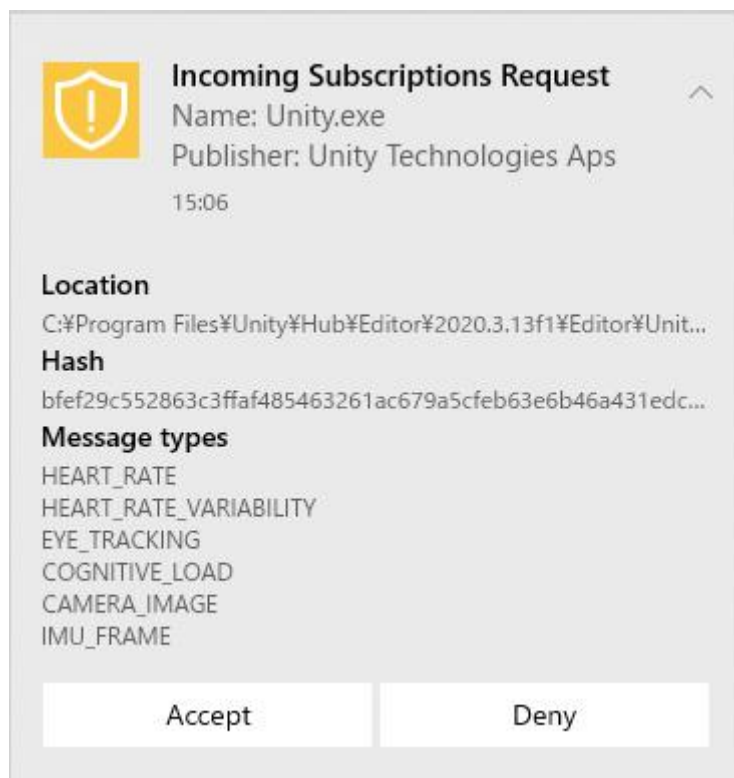 Incoming Subscriptions Request
Name: Unity.exe
Publisher: Unity Technologies Aps
15:06
Location
C:¥Program Files¥Unity¥Hub¥Editor¥2020.3.13f1¥Editor¥Unit...
Hash
bfef29c552863c3ffaf485463261ac679a5cfeb63e6b46a431edc...
Message types
HEART_RATE
HEART_RATE_VARIABILITY
EYE_TRACKING
COGNITIVE_LOAD
CAMERA_IMAGE
IMU_FRAME
Accept
Deny